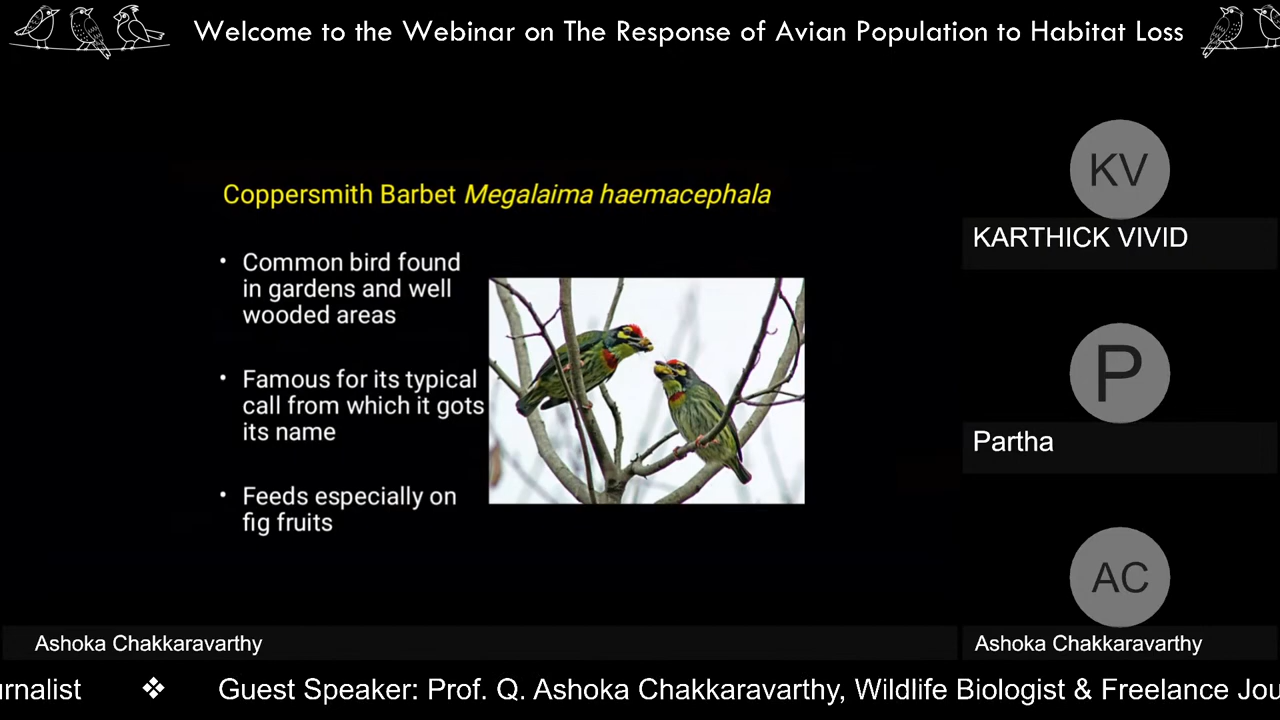 Welcome to the Webinar on The Response of Avian Population to Habitat Loss
Coppersmith Barbet Megalaima haemacephala
• Common bird found
in gardens and well
wooded areas
• Famous for its typical
call from which it gots
its name
• Feeds especially on
fig fruits
KV
KARTHICK VIVID
P
Partha
AC
Ashoka Chakkaravarthy
Ashoka Chakkaravarthy
urnalist ❖ Guest Speaker: Prof. Q. Ashoka Chakkaravarthy, Wildlife Biologist & Freelance Jou